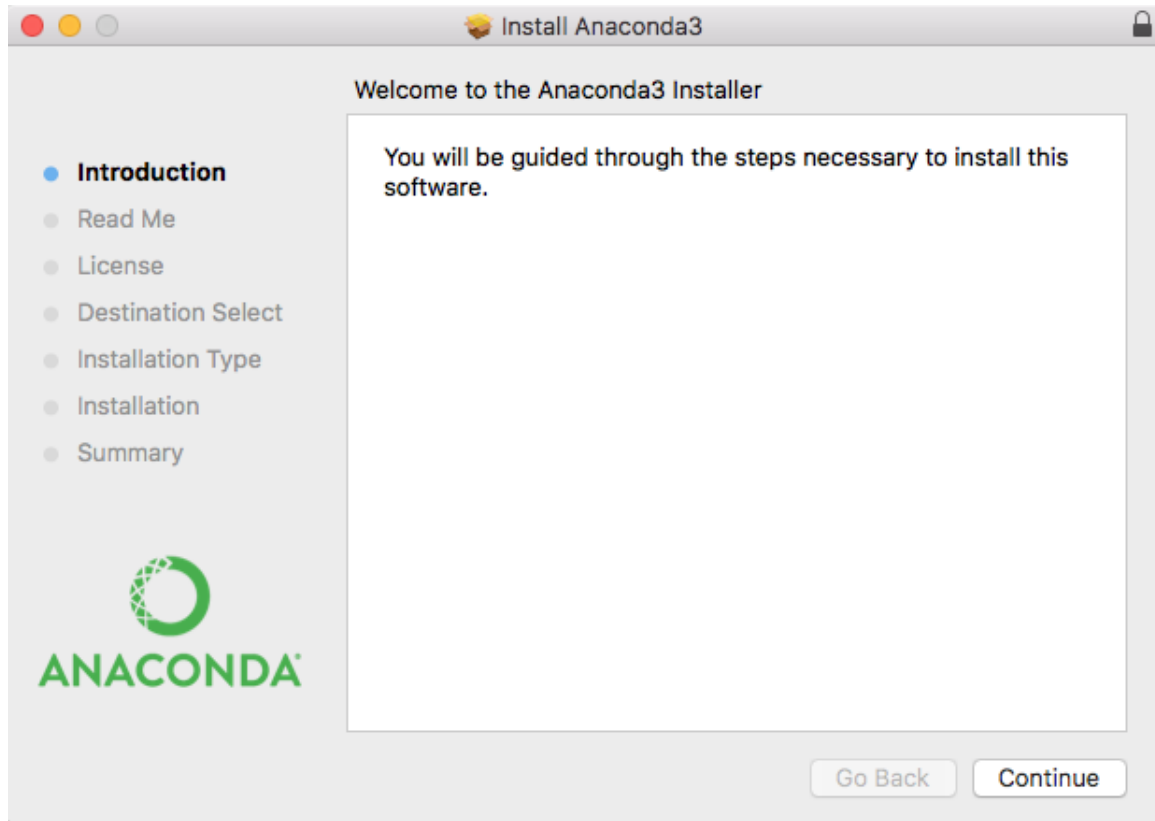 Install Anaconda3
Welcome to the Anaconda3 Installer
Introduction
Read Me
License
Destination Select
Installation Type
Installation
Summary
You will be guided through the steps necessary to install this
software.
ANACONDA
Go Back
Continue